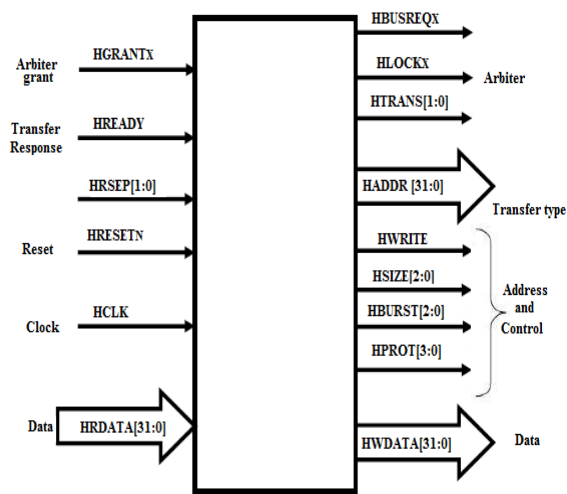 Arbiter
grant
HGRANTx
Transfer
Response
HREADY
HRSEP[1:0]
Reset
HRESETN
Clock
HCLK
Data
HRDATA[31:0]
HBUSREQx
HLOCKx
Arbiter
HTRANS[1:0]
HADDR [31:0]
Transfer type
HWRITE
HSIZE[2:0]
HBURST[2:0]
HPROT[3:0]
Address
and
Control
HWDATA[31:0]
Data